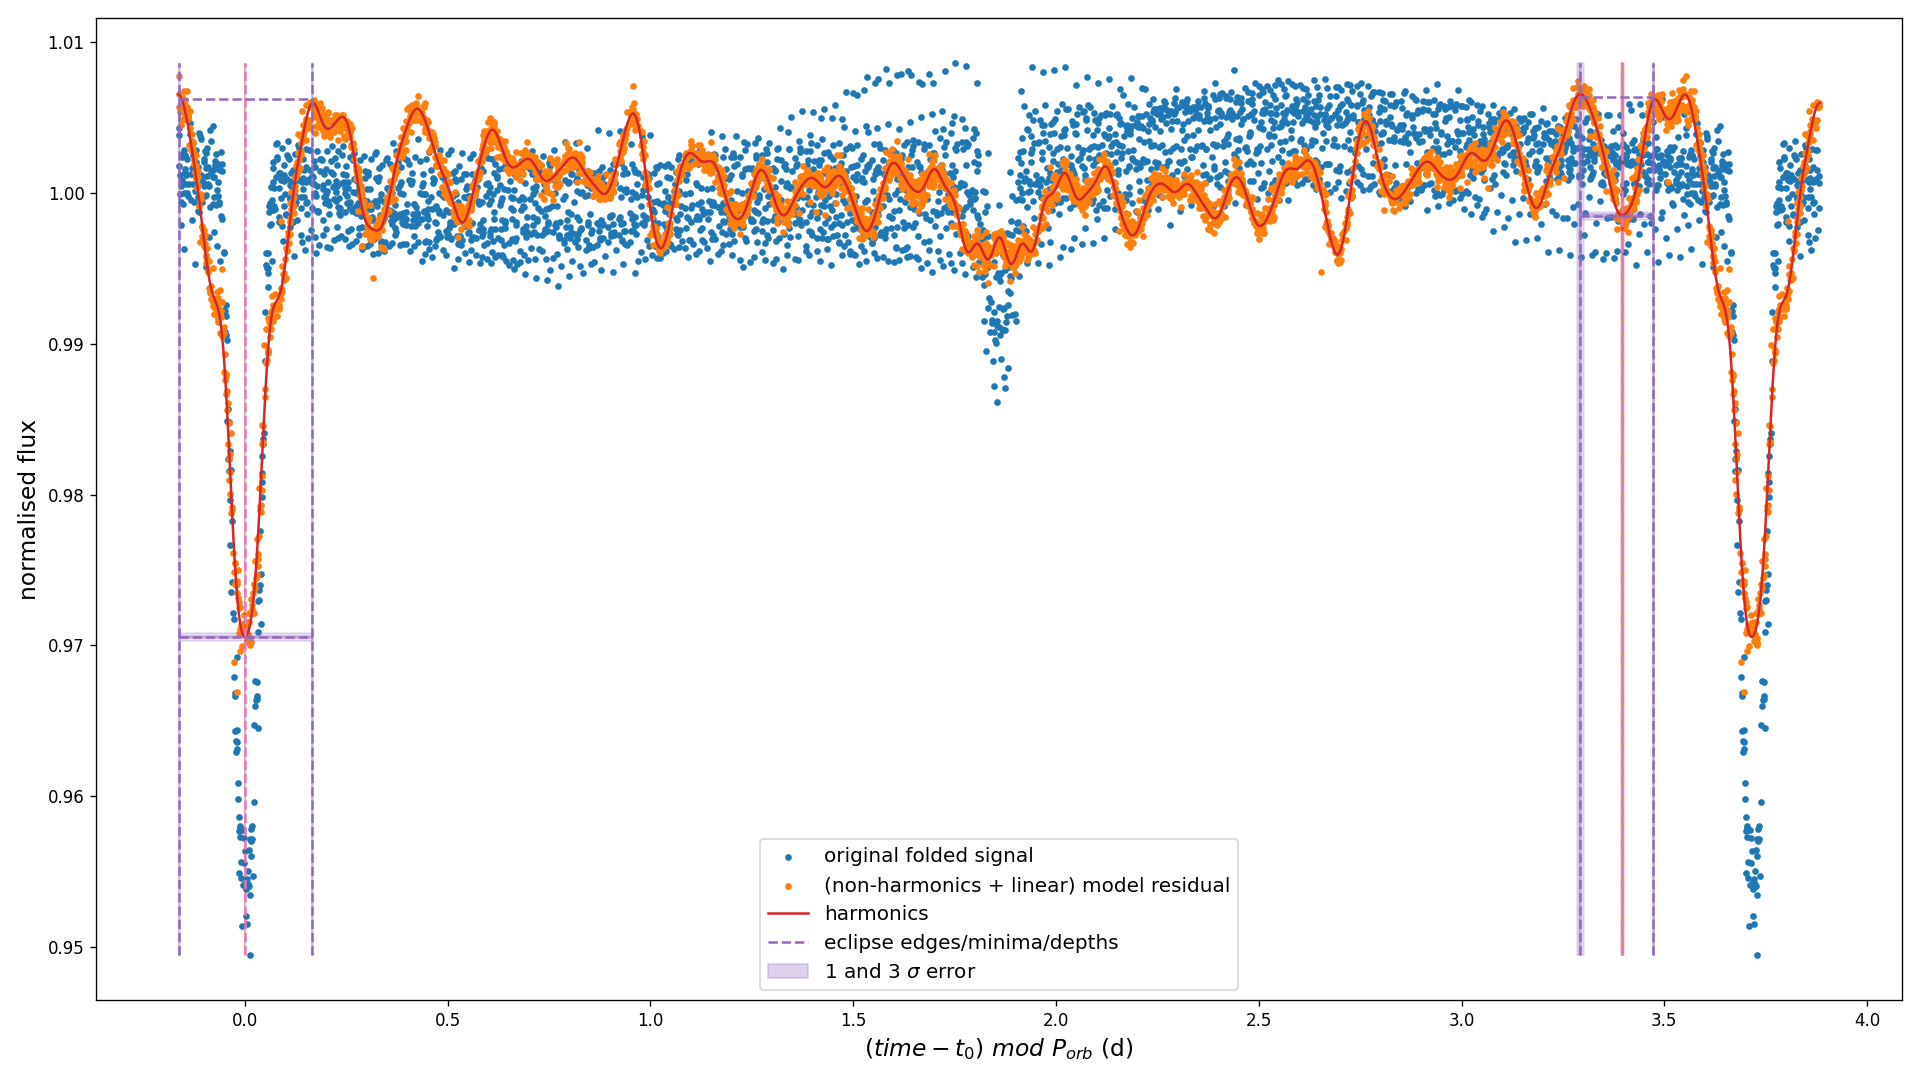 1.01
1.00
0.99
0.98
0.97
0.96
0.95
normalised flux
original folded signal
(non-harmonics + linear) model residual
harmonics
eclipse edges/minima/depths
1 and 3 σ error
0.0 0.5 1.0 1.5 2.0 2.5 3.0 3.5 4.0
(time − t₀) mod Pₒᵣb (d)